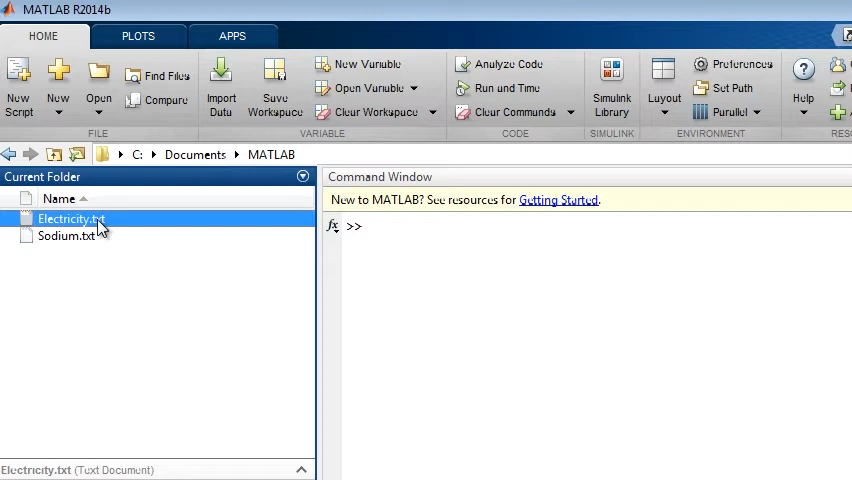 MATLAB R2014b
HOME PLOTS APPS
New Script
New
Open
Find Files
Compare
Import Data
Save Workspace
New Variable
Open Variable
Clear Workspace
Analyze Code
Run and Time
Clear Commands
Simulink Library
Layout
Preferences
Set Path
Parallel
Help
FILE VARIABLE CODE SIMULINK ENVIRONMENT
C: Documents MATLAB
Current Folder
Name
Electricity.txt
Sodium.txt
Electricity.txt (Text Document)
Command Window
New to MATLAB? See resources for Getting Started.
fx >>